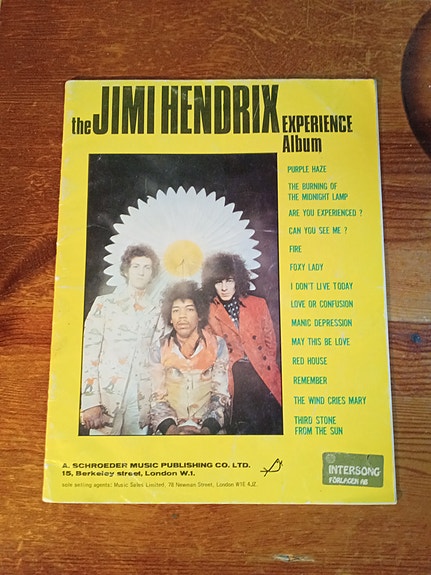 the JIMI HENDRIX EXPERIENCE
Album
PURPLE HAZE
THE BURNING OF
THE MIDNIGHT LAMP
ARE YOU EXPERIENCED ?
CAN YOU SEE ME ?
FIRE
FOXY LADY
I DON'T LIVE TODAY
LOVE OR CONFUSION
MANIC DEPRESSION
MAY THIS BE LOVE
RED HOUSE
REMEMBER
THE WIND CRIES MARY
THIRD STONE
FROM THE SUN
A. SCHROEDER MUSIC PUBLISHING CO. LTD.
15, Berkeley street, London W.1.
sole selling agents: Music Sales Limited, 78 Newman Street, London W1E 4JZ.
INTERSONG
FÖRLAGEN AB